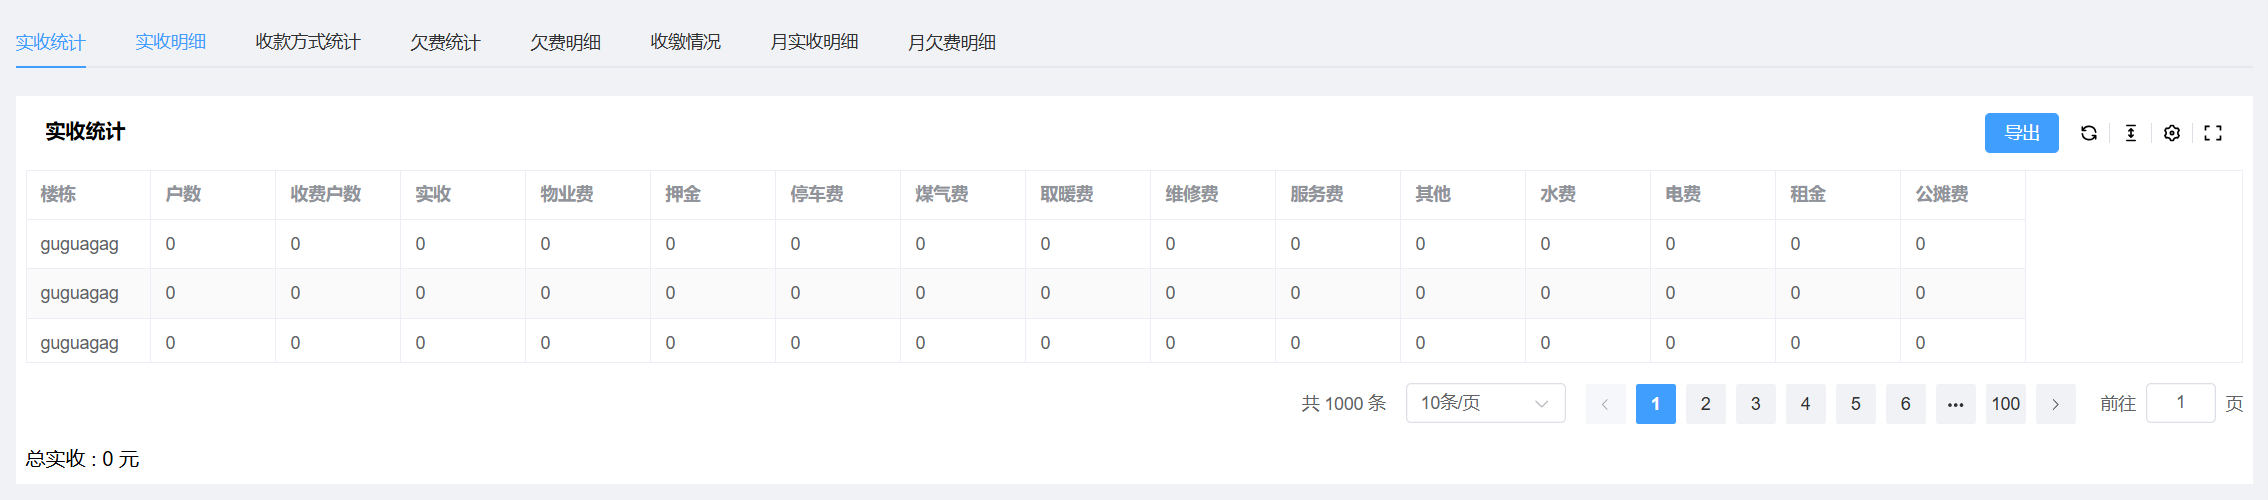 实收统计 实收明细 收款方式统计 欠费统计 欠费明细 收缴情况 月实收明细 月欠费明细
实收统计 导出
楼栋 户数 收费户数 实收 物业费 押金 停车费 煤气费 取暖费 维修费 服务费 其他 水费 电费 租金 公摊费
guguagag 0 0 0 0 0 0 0 0 0 0 0 0 0 0 0
guguagag 0 0 0 0 0 0 0 0 0 0 0 0 0 0 0
guguagag 0 0 0 0 0 0 0 0 0 0 0 0 0 0 0
共 1000 条 10条/页 1 2 3 4 5 6 ••• 100 前往 1 页
总实收 : 0 元